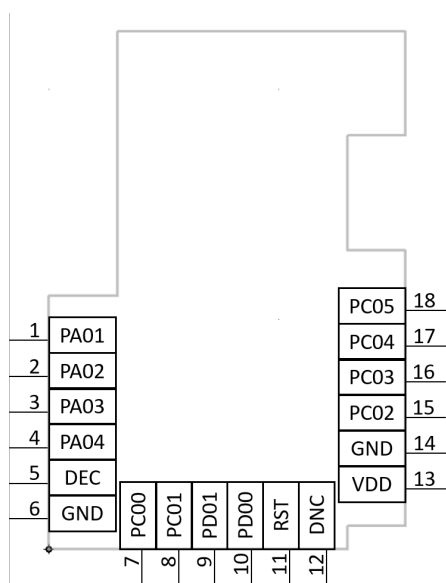 1 PA01
2 PA02
3 PA03
4 PA04
5 DEC
6 GND
7 PC00
8 PC01
9 PD01
10 PD00
11 RST
12 DNC
PC05 18
PC04 17
PC03 16
PC02 15
GND 14
VDD 13